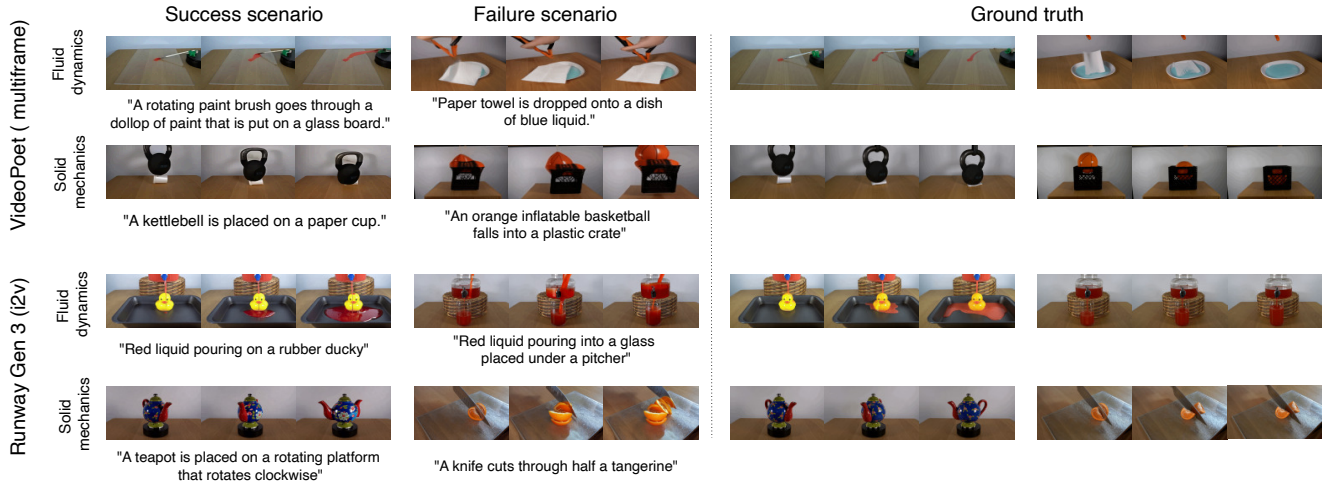 Success scenario
Failure scenario
Ground truth
VideoPoet ( multiframe)
Fluid
dynamics
"A rotating paint brush goes through a
dollop of paint that is put on a glass board."
"Paper towel is dropped onto a dish
of blue liquid."
Solid
mechanics
"A kettlebell is placed on a paper cup."
"An orange inflatable basketball
falls into a plastic crate"
Runway Gen 3 (i2v)
Fluid
dynamics
"Red liquid pouring on a rubber ducky"
"Red liquid pouring into a glass
placed under a pitcher"
Solid
mechanics
"A teapot is placed on a rotating platform
that rotates clockwise"
"A knife cuts through half a tangerine"